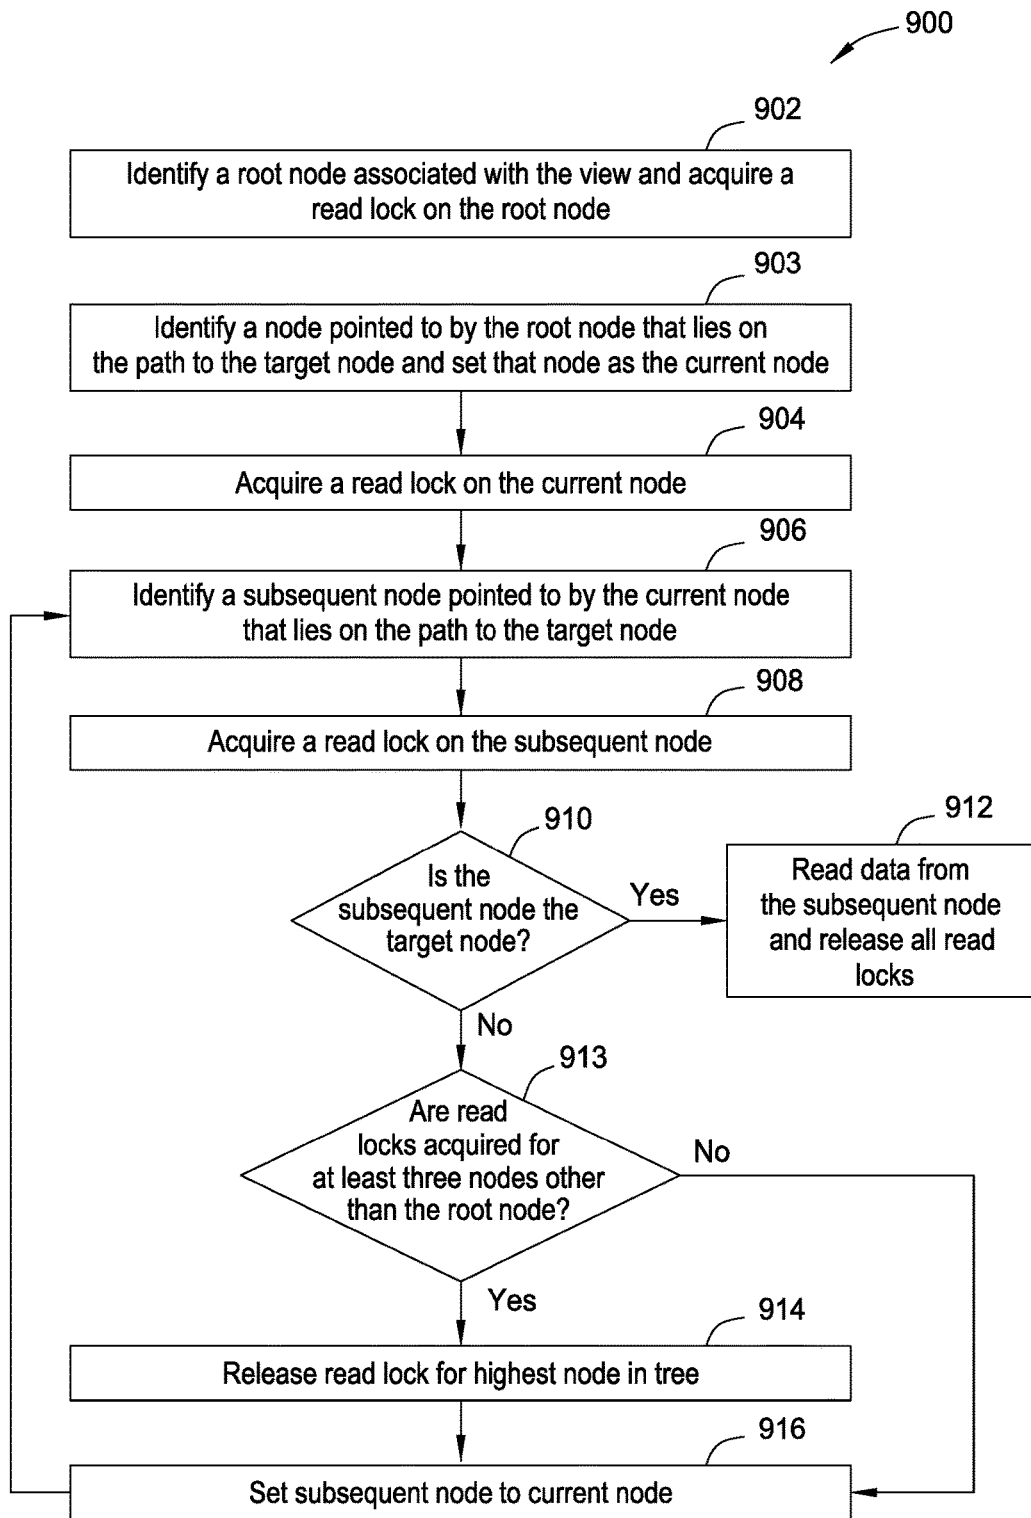 900
902
Identify a root node associated with the view and acquire a
read lock on the root node
903
Identify a node pointed to by the root node that lies on
the path to the target node and set that node as the current node
904
Acquire a read lock on the current node
906
Identify a subsequent node pointed to by the current node
that lies on the path to the target node
908
Acquire a read lock on the subsequent node
910
Is the
subsequent node the
target node?
Yes
912
Read data from
the subsequent node
and release all read
locks
No
913
Are read
locks acquired for
at least three nodes other
than the root node?
No
Yes
914
Release read lock for highest node in tree
916
Set subsequent node to current node